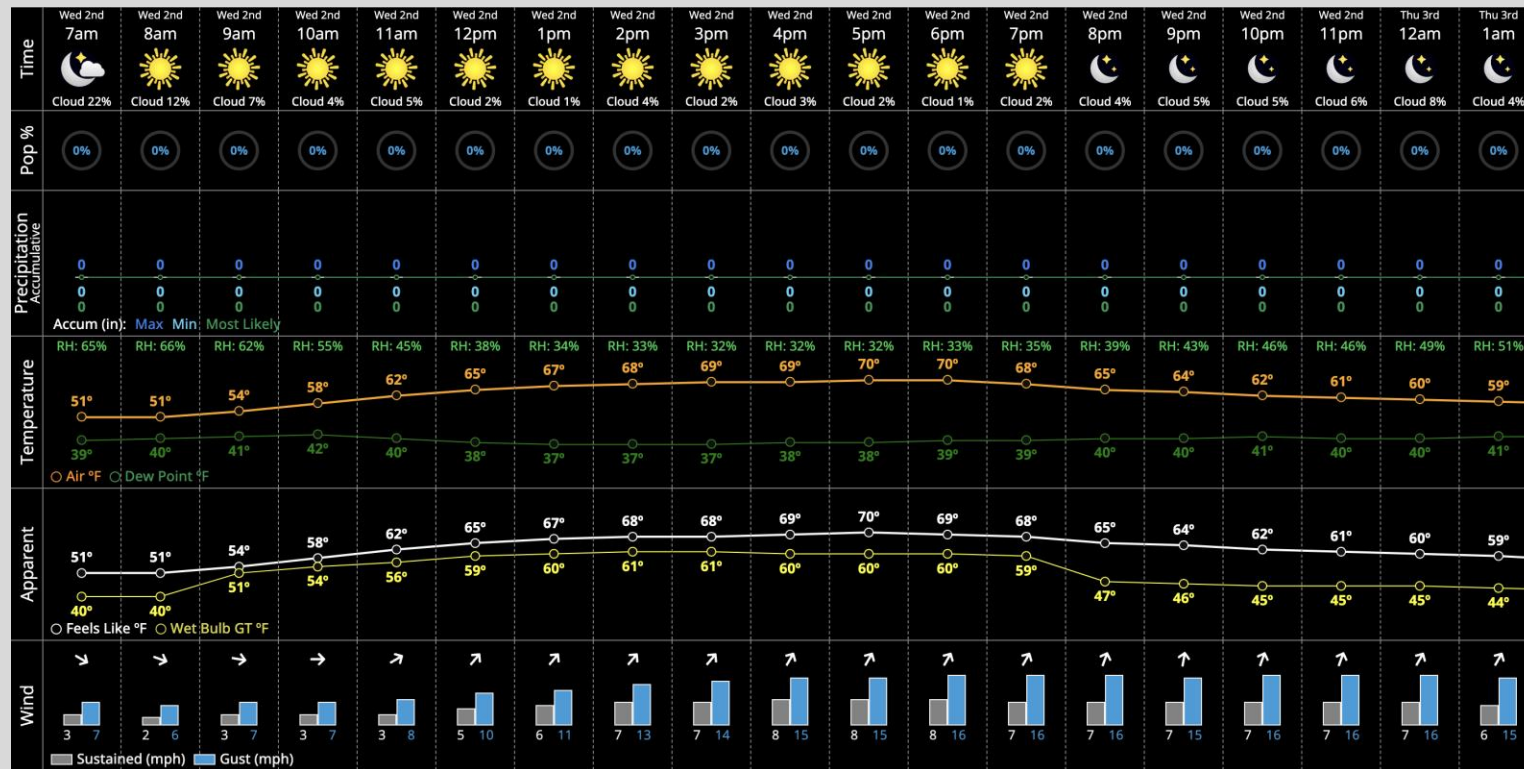 Time
Wed 2nd Wed 2nd Wed 2nd Wed 2nd Wed 2nd Wed 2nd Wed 2nd Wed 2nd Wed 2nd Wed 2nd Wed 2nd Wed 2nd Wed 2nd Wed 2nd Wed 2nd Wed 2nd Wed 2nd Thu 3rd Thu 3rd
7am 8am 9am 10am 11am 12pm 1pm 2pm 3pm 4pm 5pm 6pm 7pm 8pm 9pm 10pm 11pm 12am 1am
Cloud 22% Cloud 12% Cloud 7% Cloud 4% Cloud 5% Cloud 2% Cloud 1% Cloud 4% Cloud 2% Cloud 3% Cloud 2% Cloud 1% Cloud 2% Cloud 4% Cloud 5% Cloud 5% Cloud 6% Cloud 8% Cloud 4%
Pop %
0% 0% 0% 0% 0% 0% 0% 0% 0% 0% 0% 0% 0% 0% 0% 0% 0% 0% 0%
Precipitation
Accumulative
0 0 0 0 0 0 0 0 0 0 0 0 0 0 0 0 0 0 0
0 0 0 0 0 0 0 0 0 0 0 0 0 0 0 0 0 0 0
0 0 0 0 0 0 0 0 0 0 0 0 0 0 0 0 0 0 0
Accum (in): Max Min Most Likely
Temperature
RH: 65% RH: 66% RH: 62% RH: 55% RH: 45% RH: 38% RH: 34% RH: 33% RH: 32% RH: 32% RH: 32% RH: 33% RH: 35% RH: 39% RH: 43% RH: 46% RH: 46% RH: 49% RH: 51%
51° 51° 54° 58° 62° 65° 67° 68° 69° 69° 70° 70° 68° 65° 64° 62° 61° 60° 59°
39° 40° 41° 42° 40° 38° 37° 37° 37° 38° 38° 39° 39° 40° 40° 41° 40° 40° 41°
Air ºF Dew Point ºF
Apparent
51° 51° 54° 58° 62° 65° 67° 68° 68° 69° 70° 69° 68° 65° 64° 62° 61° 60° 59°
40° 40° 51° 54° 56° 59° 60° 61° 61° 60° 60° 60° 59° 47° 46° 45° 45° 45° 44°
Feels Like ºF Wet Bulb GT ºF
Wind
3 7 2 6 3 7 3 7 3 8 5 10 6 11 7 13 7 14 8 15 8 15 8 16 7 16 7 16 7 15 7 16 7 16 7 16 6 15
Sustained (mph) Gust (mph)